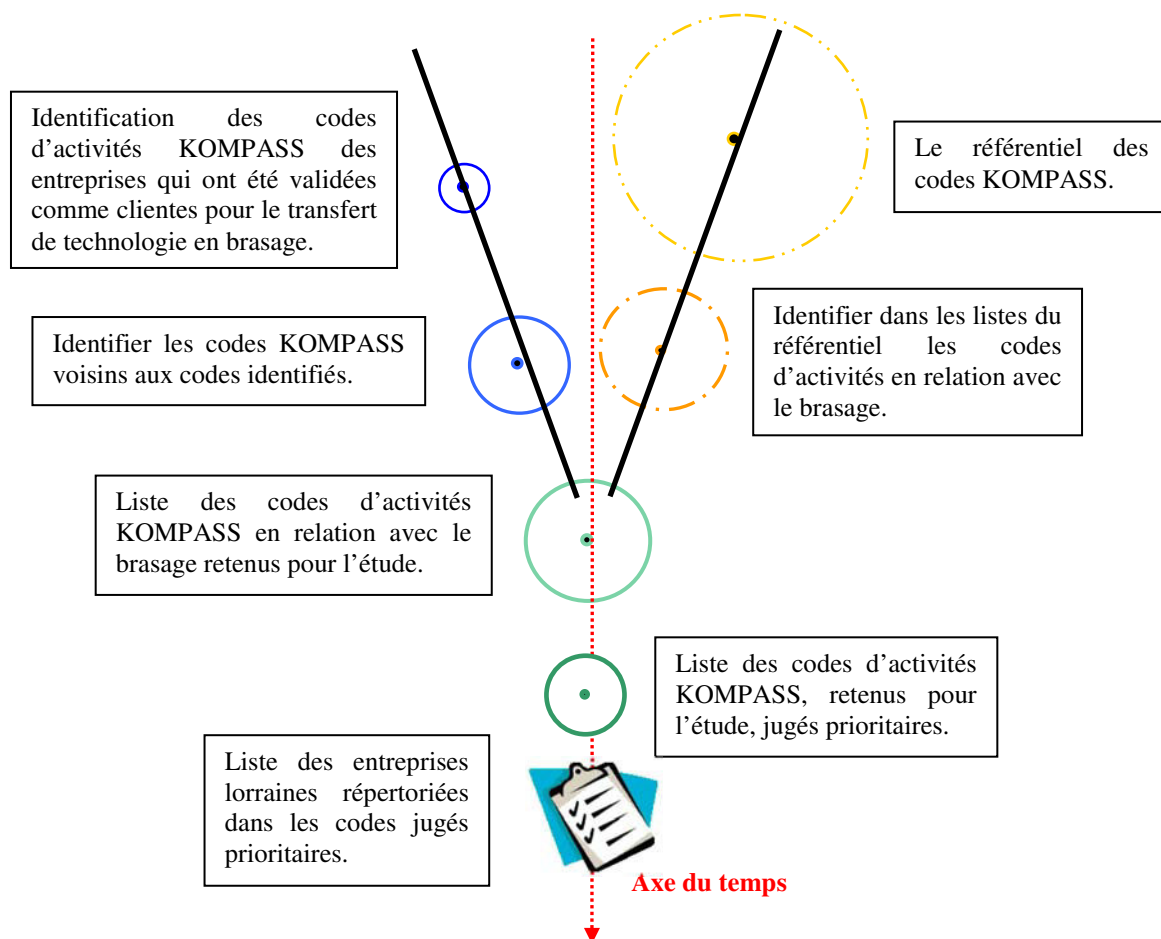 Identification des codes
d’activités KOMPASS des
entreprises qui ont été validées
comme clientes pour le transfert
de technologie en brasage.
Le référentiel des
codes KOMPASS.
Identifier les codes KOMPASS
voisins aux codes identifiés.
Identifier dans les listes du
référentiel les codes
d’activités en relation avec
le brasage.
Liste des codes d’activités
KOMPASS en relation avec le
brasage retenus pour l’étude.
Liste des codes d’activités
KOMPASS, retenus pour
l’étude, jugés prioritaires.
Liste des entreprises
lorraines répertoriées
dans les codes jugés
prioritaires.
Axe du temps